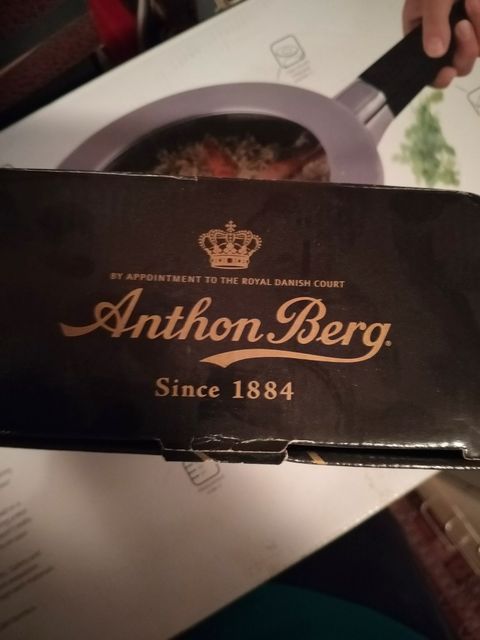 BY APPOINTMENT TO THE ROYAL DANISH COURT
Anthon Berg®
Since 1884